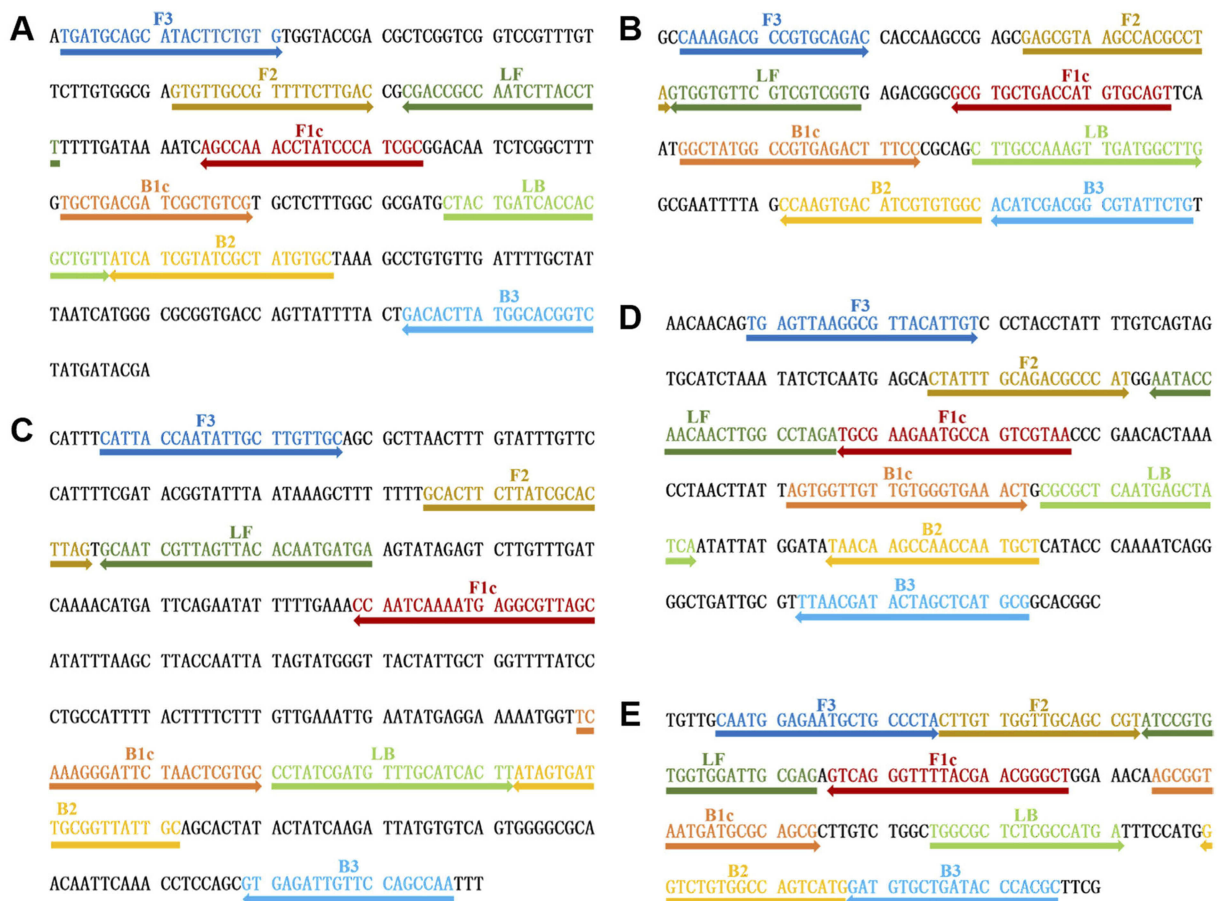 A
F3
ATGATGCAGC ATACTTCTGT GTGGTACCGA CGCTCGGTCG GTCCGTTTGT
F2 LF
TCTTGTGGCG AGTGTTGCCG TTTTCTTGAC CGCGACCGCC AATCTTACCT
F1c
TTTTTGATAA AATCAGCCAA ACCTATCCCA TCGCGGACAA TCTCGGCTTT
B1c LB
GTGCTGACGA TCGCTGTCGT GCTCTTTGGC GCGATGCTAC TGATCACCAC
B2
GCTGTTATCA TCGTATCGCT ATGTGCTAAA GCCTGTGTTG ATTTTGCTAT
B3
TAATCATGGG CGCGGTGACC AGTTATTTTA CTGACACTTA TGGCACGGTC
TATGATACGA
B
F3 F2
GCCAAAGACG CCGTGCAGAC CACCAAGCCG AGCGAGCGTA AGCCACGCCT
LF F1c
AGTGGTGTTCG TCGTCGGTG AGACGGCGCG TGCTGACCAT GTGCAGTTCA
B1c LB
ATGGCTATGG CCGTGAGACT TTCCCGCAGC TTGCCAAAGT TGATGGCTTG
B2 B3
GCGAATTTTA GCCAAGTGAC ATCGTGTGGC ACATCGACGG CGTATTCTGT
C
F3
CATTTCATTA CCAATATTGC TTGTTGCAGC GCTTAACTTT GTATTTGTTC
F2
CATTTTCGAT ACGGTATTTA ATAAAGCTTT TTTTGCACTT CTTATCGCAC
LF
TTAGTGCAAT CGTTAGTTAC ACAATGATGA AGTATAGAGT CTTGTTTGAT
F1c
CAAAACATGA TTCAGAATAT TTTTGAAACC AATCAAAATG AGGCGTTAGC
ATATTTAAGC TTACCAATTA TAGTATGGGT TACTATTGCT GGTTTTATCC
CTGCCATTTT ACTTTTCTTT GTTGAAATTG AATATGAGGA AAAATGGTTC
B1c LB
AAAGGGATTC TAACTCGTGC CCTATCGATG TTTGCATCAC TTATAGTGAT
B2
TGCGGTTATT GCAGCACTAT ACTATCAAGA TTATGTGTCA GTGGGGCGCA
B3
ACAATTCAAA CCTCCAGCGT GAGATTGTTC CAGCCAATTT
D
F3
AACAACAGTG AGTTAAGGCG TTACATTGTC CCTACCTATT TTGTCAGTAG
F2
TGCATCTAAA TATCTCAATG AGCACTATTT GCAGACGCCC ATGGAATACC
LF F1c
AACAACTTGG CCTAGATGCG AAGAATGCCA GTCGTAACCC GAACACTAAA
B1c LB
CCTAACTTAT TAGTGGTTGT TGTGGGTGAA ACTGCGCGCT CAATGAGCTA
B2
TCAATATTAT GGATATAACA AGCCAACCAA TGCTCATACC CAAAATCAGG
B3
GGCTGATTGC GTTTAACGAT ACTAGCTCAT GCGGCACGGC
E
F3 F2
TGTTGCAATG GAGAATGCTG CCCTACTTGT TGGTTGCAGC CGTATCCGTG
LF F1c
TGGTGGATTG CGAGAGTCAG GGTTTTACGA ACGGGCTGGA AACAAGCGGT
B1c LB
AATGATGCGC AGCGCTTGTC TGGCTGGCGC TCTCGCCATG ATTTCCATGG
B2 B3
GTCTGTGGCC AGTCATGGAT GTGCTGATAC CCACGCTTCG